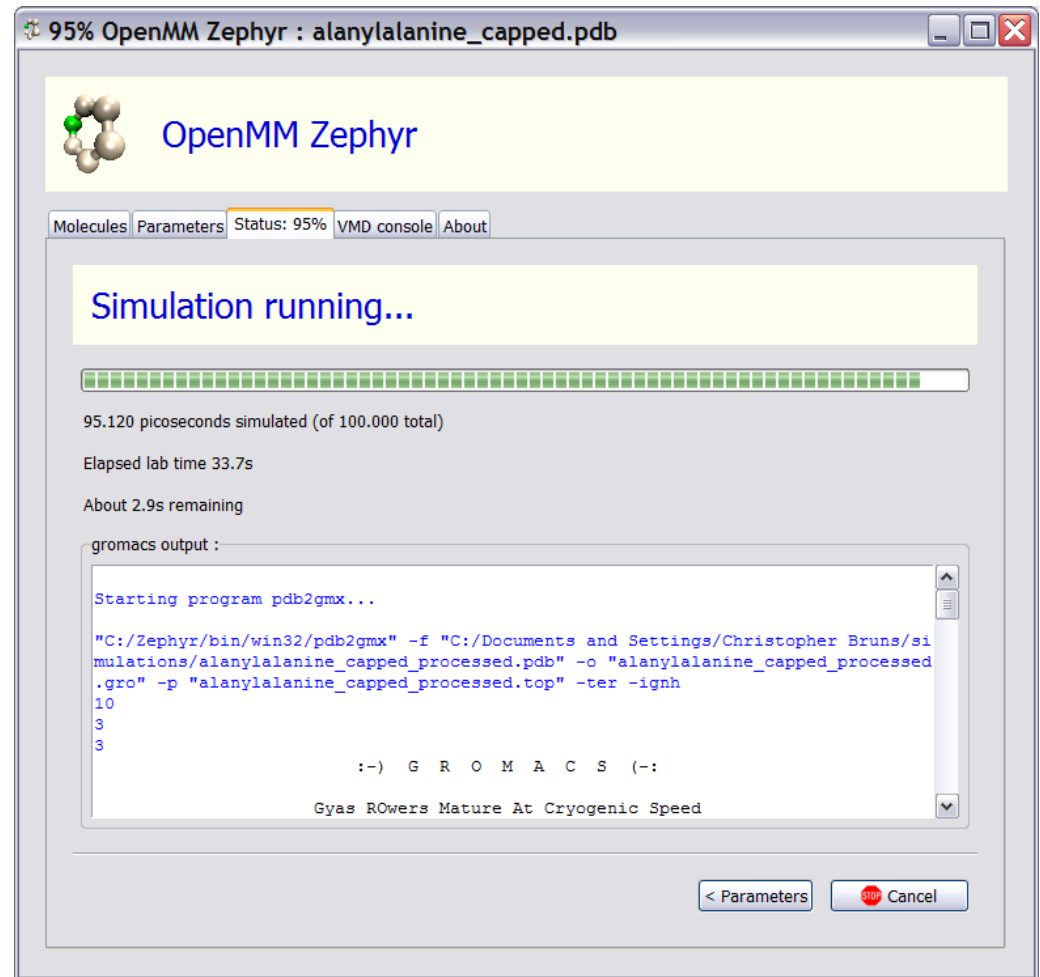 95% OpenMM Zephyr : alanylalanine_capped.pdb
OpenMM Zephyr
Molecules Parameters Status: 95% VMD console About
Simulation running...
95.120 picoseconds simulated (of 100.000 total)
Elapsed lab time 33.7s
About 2.9s remaining
gromacs output :
Starting program pdb2gmx...
"C:/Zephyr/bin/win32/pdb2gmx" -f "C:/Documents and Settings/Christopher Bruns/si
mulations/alanylalanine_capped_processed.pdb" -o "alanylalanine_capped_processed
.gro" -p "alanylalanine_capped_processed.top" -ter -ignh
10
3
3
:-) G R O M A C S (-:
Gyas ROwers Mature At Cryogenic Speed
< Parameters STOP Cancel